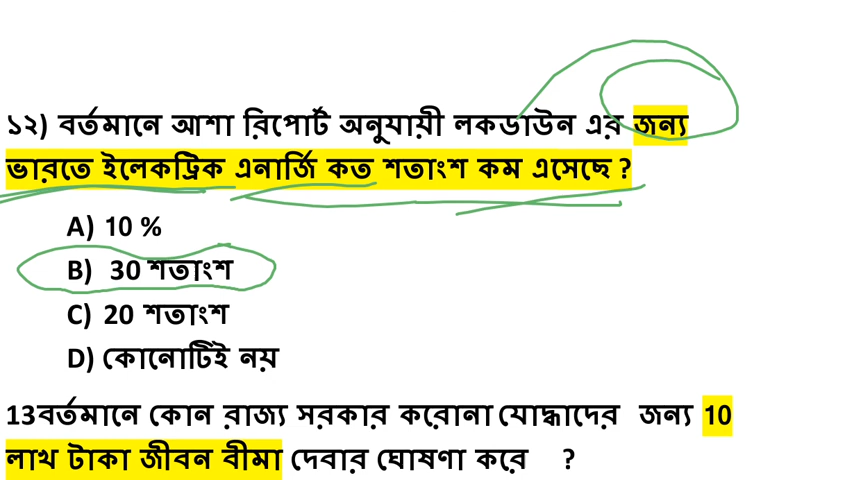 ১২) বর্তমানে আশা রিপোর্ট অনুযায়ী লকডাউন এর জন্য
ভারতে ইলেকট্রিক এনার্জি কত শতাংশ কম এসেছে ?
A) 10 %
B) 30 শতাংশ
C) 20 শতাংশ
D) কোনোটিই নয়
13বর্তমানে কোন রাজ্য সরকার করোনা যোদ্ধাদের জন্য 10
লাখ টাকা জীবন বীমা দেবার ঘোষণা করে ?